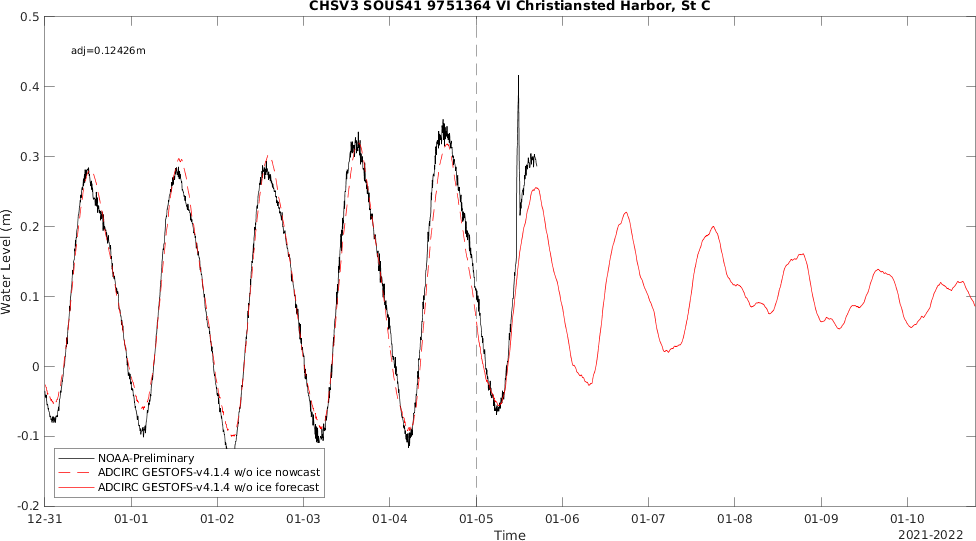 CHSV3 SOUS41 9751364 VI Christiansted Harbor, St C
0.5
adj=0.12426m
0.4
0.3
0.2
0.1
0
-0.1
-0.2
Water Level (m)
NOAA-Preliminary
ADCIRC GESTOFS-v4.1.4 w/o ice nowcast
ADCIRC GESTOFS-v4.1.4 w/o ice forecast
12-31 01-01 01-02 01-03 01-04 01-05 01-06 01-07 01-08 01-09 01-10
Time
2021-2022